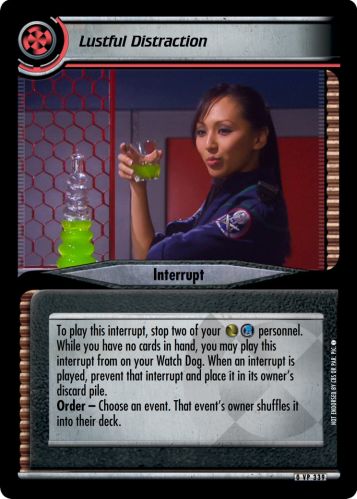 Lustful Distraction
Interrupt
To play this interrupt, stop two of your personnel.
While you have no cards in hand, you may play this
interrupt from on your Watch Dog. When an interrupt is
played, prevent that interrupt and place it in its owner's
discard pile.
Order – Choose an event. That event's owner shuffles it
into their deck.
NOT ENDORSED BY CBS OR PAR. PIC.
0 VP 339